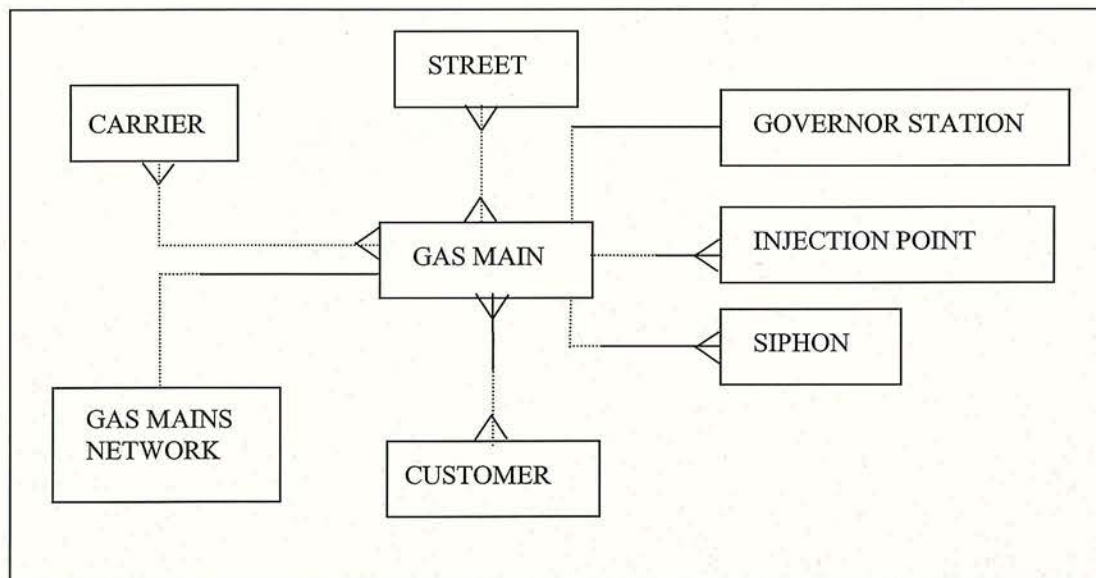 STREET
CARRIER
GOVERNOR STATION
GAS MAIN
INJECTION POINT
SIPHON
GAS MAINS
NETWORK
CUSTOMER